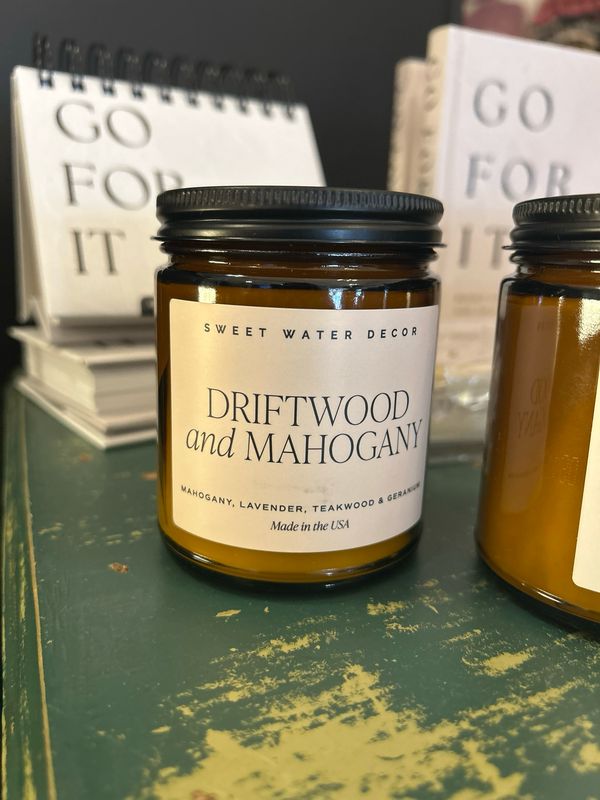 GO
FOR
IT
GO
FOR
IT
SWEET WATER DECOR
DRIFTWOOD
and MAHOGANY
MAHOGANY, LAVENDER, TEAKWOOD & GERANIUM
Made in the USA